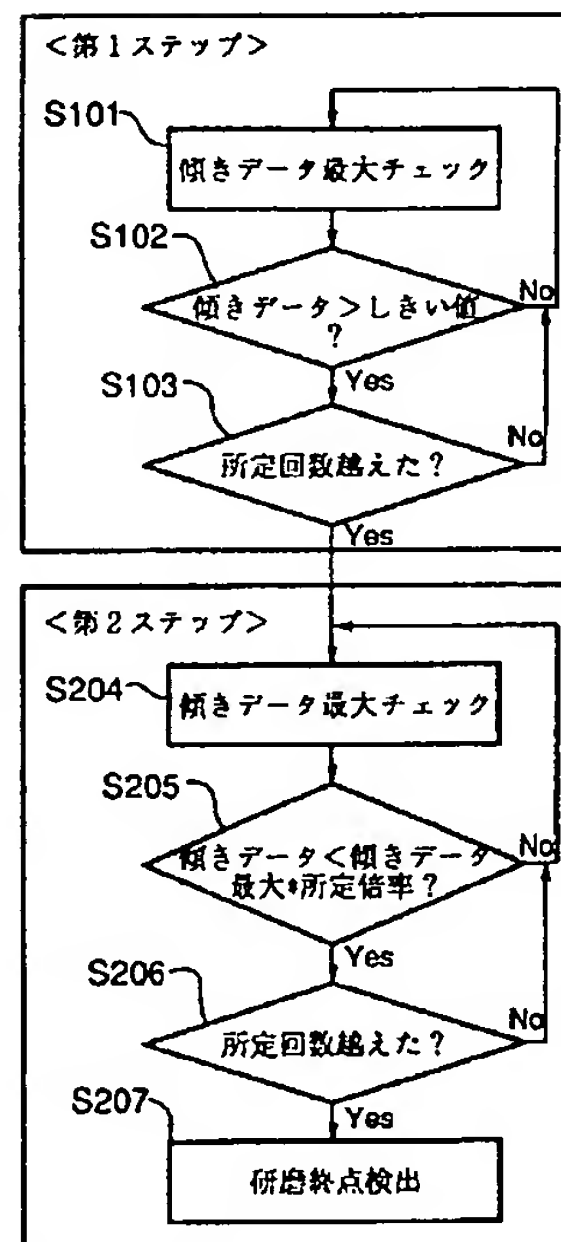 <第1ステップ>
S101
傾きデータ最大チェック
S102
傾きデータ>しきい値
?
No
Yes
S103
所定回数越えた?
No
Yes
<第2ステップ>
S204
傾きデータ最大チェック
S205
傾きデータ<傾きデータ
最大*所定倍率?
No
Yes
S206
所定回数越えた?
No
Yes
S207
研磨終点検出